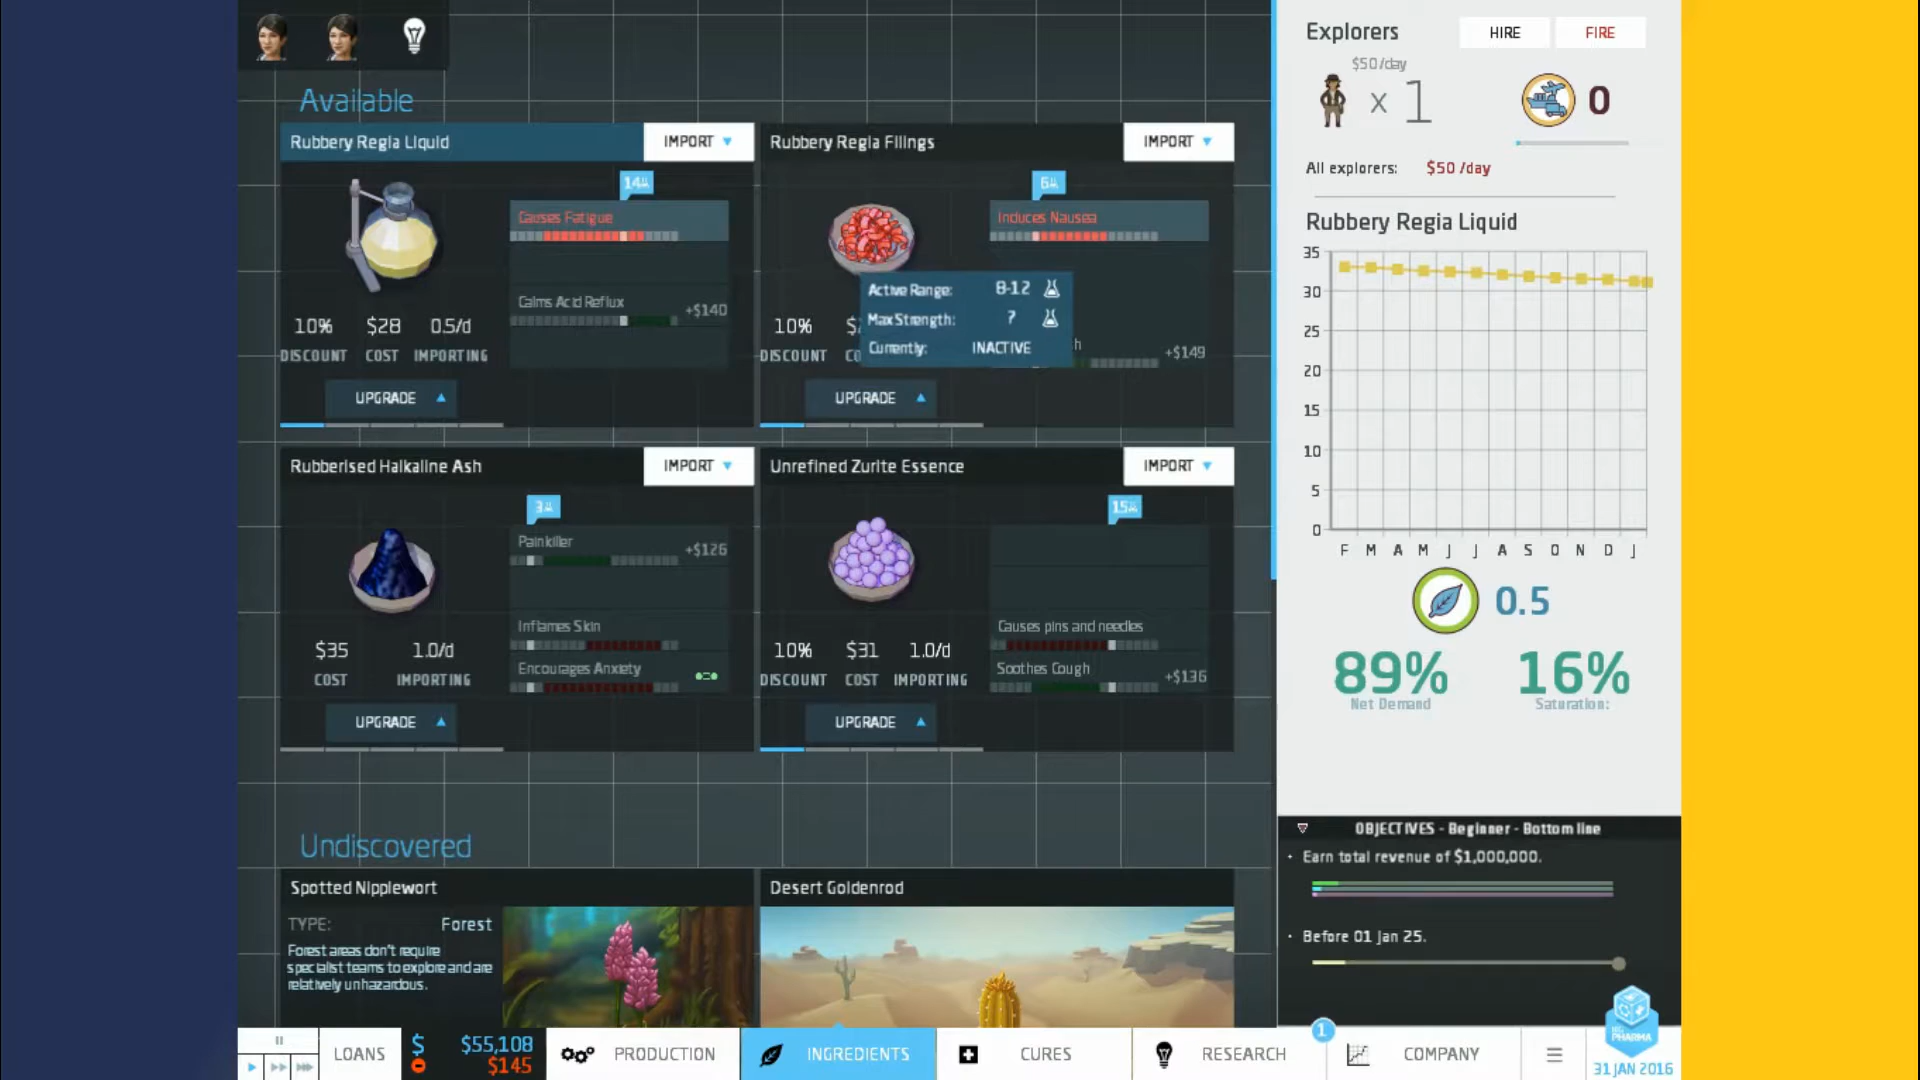 Available
Rubbery Regia Liquid
IMPORT
14
Causes Fatigue
Calms Acid Reflux
+$140
10%
$28
0.5/d
DISCOUNT
COST
IMPORTING
UPGRADE
Rubbery Regia Filings
IMPORT
6
Induces Nausea
Active Range: 8-12
Max Strength: ?
Currently: INACTIVE
+$149
10%
DISCOUNT
UPGRADE
Rubberised Halkaline Ash
IMPORT
3
Painkiller
+$126
Inflames Skin
Encourages Anxiety
$35
1.0/d
COST
IMPORTING
UPGRADE
Unrefined Zurite Essence
IMPORT
15
Causes pins and needles
Soothes Cough
+$136
10%
$31
1.0/d
DISCOUNT
COST
IMPORTING
UPGRADE
Undiscovered
Spotted Nipplewort
TYPE: Forest
Forest areas don't require
specialist teams to explore and are
relatively unhazardous.
Desert Goldenrod
Explorers
HIRE
FIRE
$50/day
x 1
0
All explorers: $50 /day
Rubbery Regia Liquid
35
30
25
20
15
10
5
0
F M A M J J A S O N D J
0.5
89%
Net Demand
16%
Saturation:
OBJECTIVES - Beginner - Bottom line
Earn total revenue of $1,000,000.
Before 01 Jan 25.
LOANS
$ $55,108
$145
PRODUCTION
INGREDIENTS
CURES
RESEARCH
1
COMPANY
BIG PHARMA
31 JAN 2016